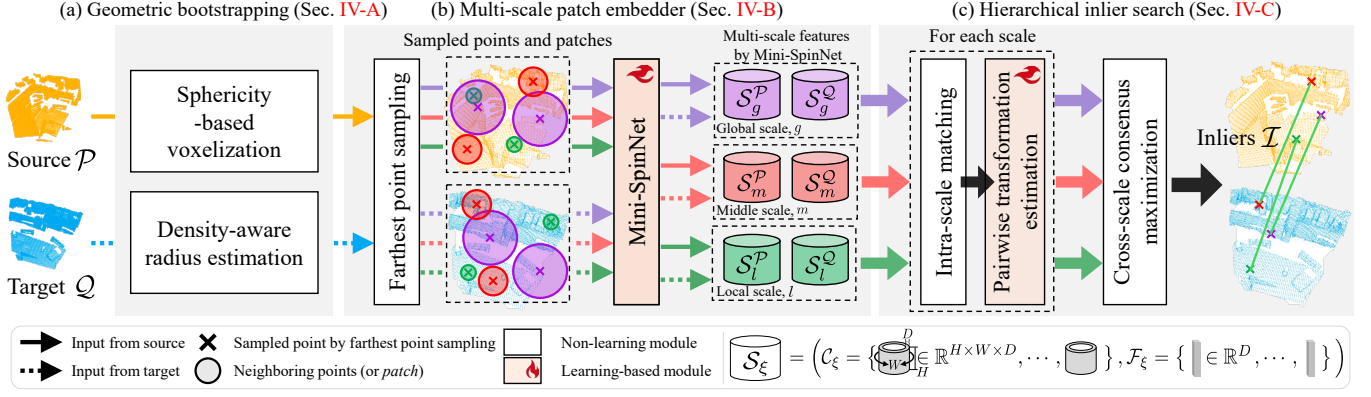 (a) Geometric bootstrapping (Sec. IV-A)
(b) Multi-scale patch embedder (Sec. IV-B)
(c) Hierarchical inlier search (Sec. IV-C)
Source 𝒫
Target 𝒬
Sphericity
-based
voxelization
Density-aware
radius estimation
Farthest point sampling
Sampled points and patches
Mini-SpinNet
Multi-scale features
by Mini-SpinNet
𝒮_g^𝒫 𝒮_g^𝒬
Global scale, g
𝒮_m^𝒫 𝒮_m^𝒬
Middle scale, m
𝒮_l^𝒫 𝒮_l^𝒬
Local scale, l
For each scale
Intra-scale matching
Pairwise transformation
estimation
Cross-scale consensus
maximization
Inliers ℐ
Input from source
Input from target
Sampled point by farthest point sampling
Neighboring points (or patch)
Non-learning module
Learning-based module
𝒮_ξ = ( 𝒞_ξ = { D W H ∈ ℝ^{H×W×D}, ⋯ , } , ℱ_ξ = { ∈ ℝ^D, ⋯ , } )